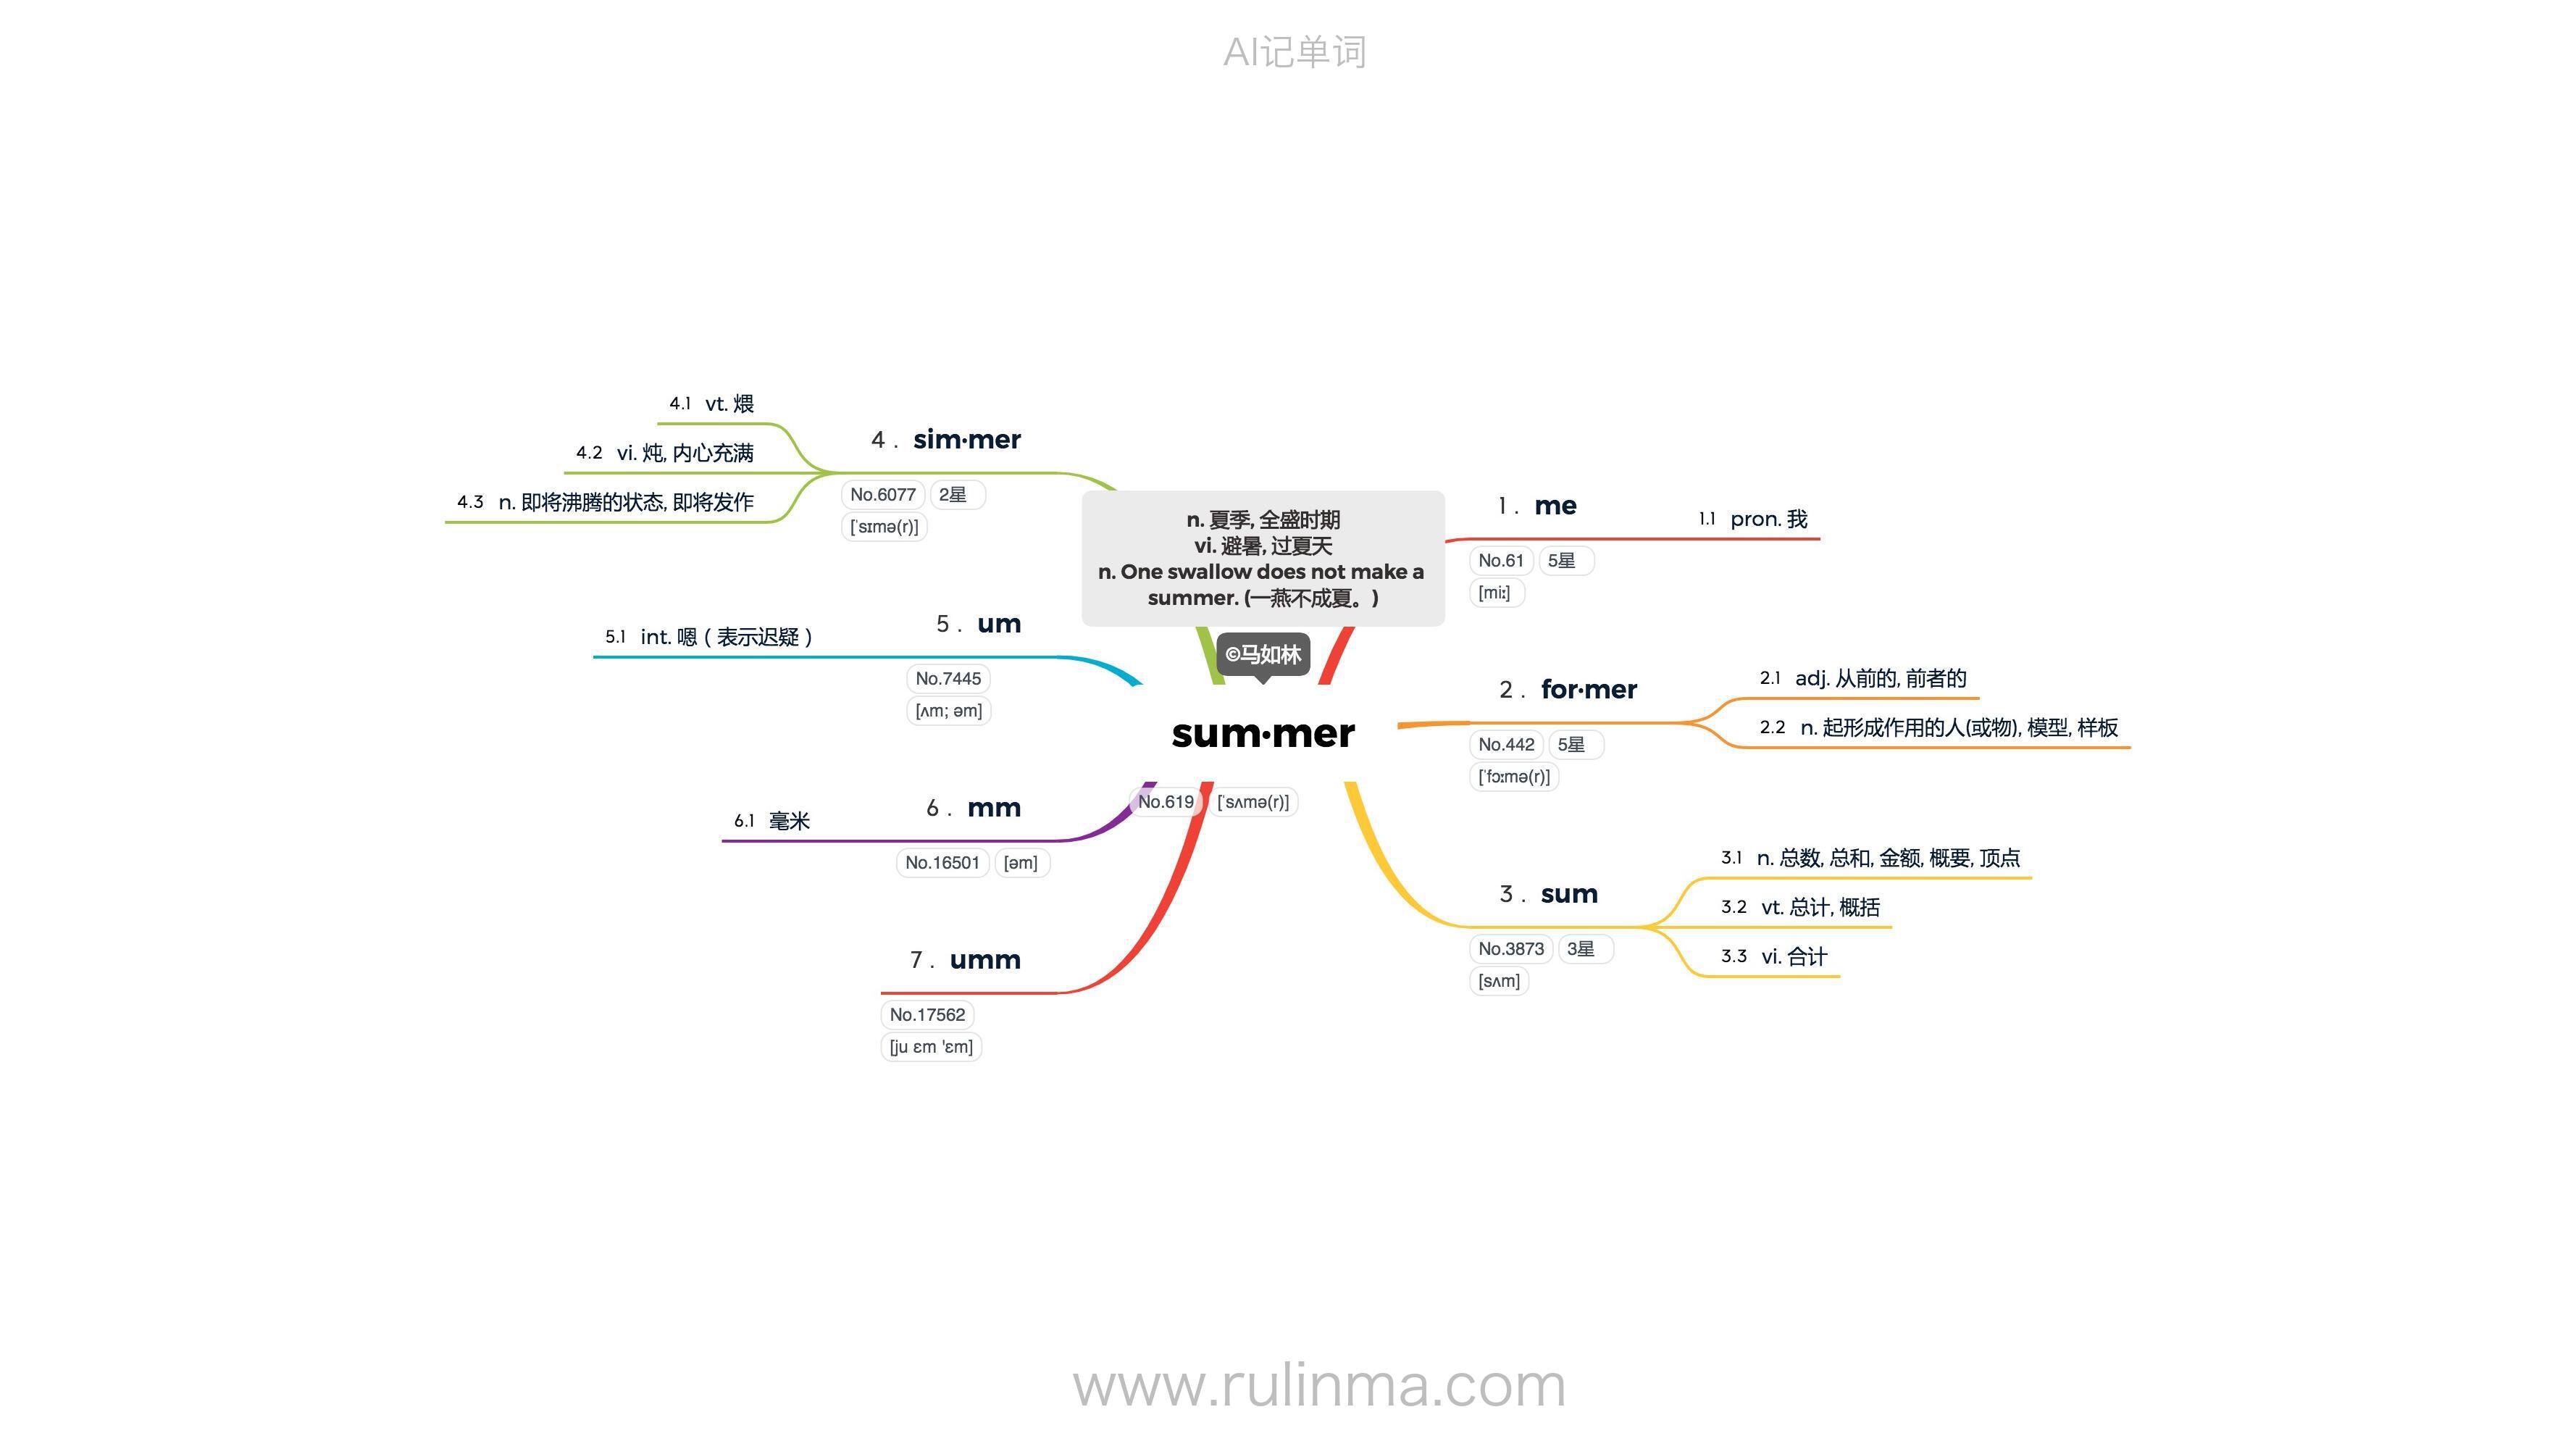 AI记单词
n. 夏季, 全盛时期
vi. 避暑, 过夏天
n. One swallow does not make a
summer. (一燕不成夏。)
©马如林
sum·mer
No.619 [ˈsʌmə(r)]
1. me
No.61 5星
[miː]
1.1 pron. 我
2. for·mer
No.442 5星
[ˈfɔːmə(r)]
2.1 adj. 从前的, 前者的
2.2 n. 起形成作用的人(或物), 模型, 样板
3. sum
No.3873 3星
[sʌm]
3.1 n. 总数, 总和, 金额, 概要, 顶点
3.2 vt. 总计, 概括
3.3 vi. 合计
4. sim·mer
No.6077 2星
[ˈsɪmə(r)]
4.1 vt. 煨
4.2 vi. 炖, 内心充满
4.3 n. 即将沸腾的状态, 即将发作
5. um
No.7445
[ʌm; əm]
5.1 int. 嗯（表示迟疑）
6. mm
No.16501 [əm]
6.1 毫米
7. umm
No.17562
[ju ɛm 'ɛm]
www.rulinma.com